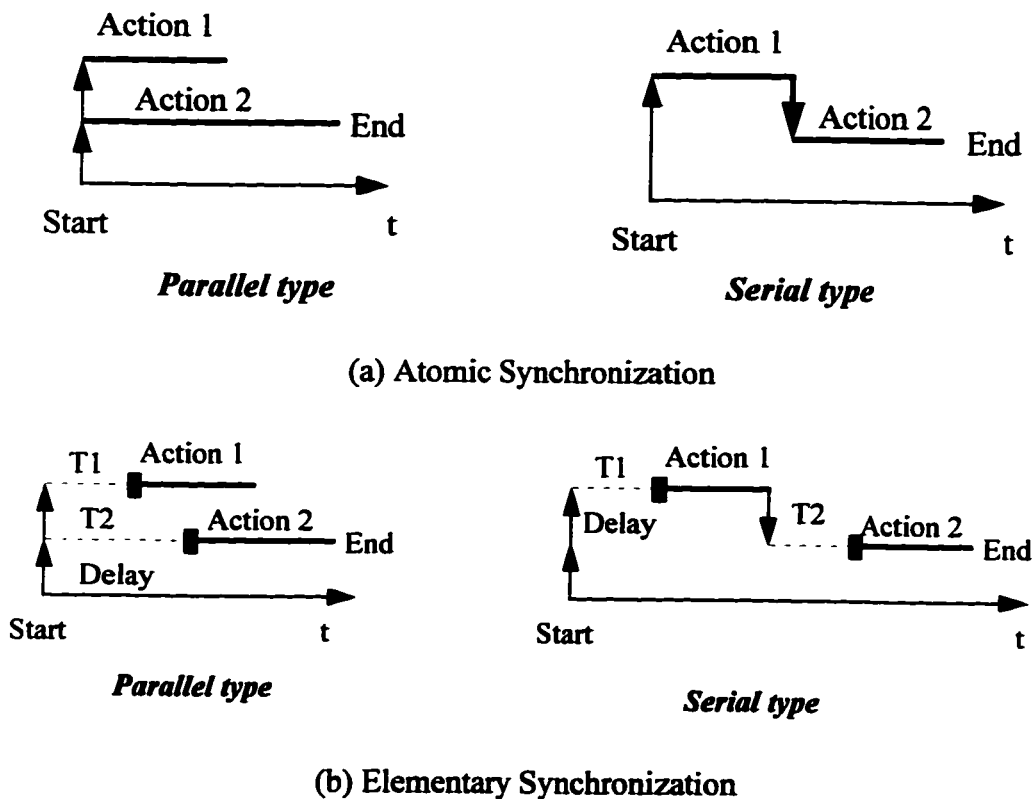 Action 1
Action 2
End
Start
t
Parallel type
Action 1
Action 2
End
Start
t
Serial type
(a) Atomic Synchronization
T1
Action 1
T2
Action 2
End
Delay
Start
t
Parallel type
T1
Action 1
Delay
T2
Action 2
End
Start
t
Serial type
(b) Elementary Synchronization